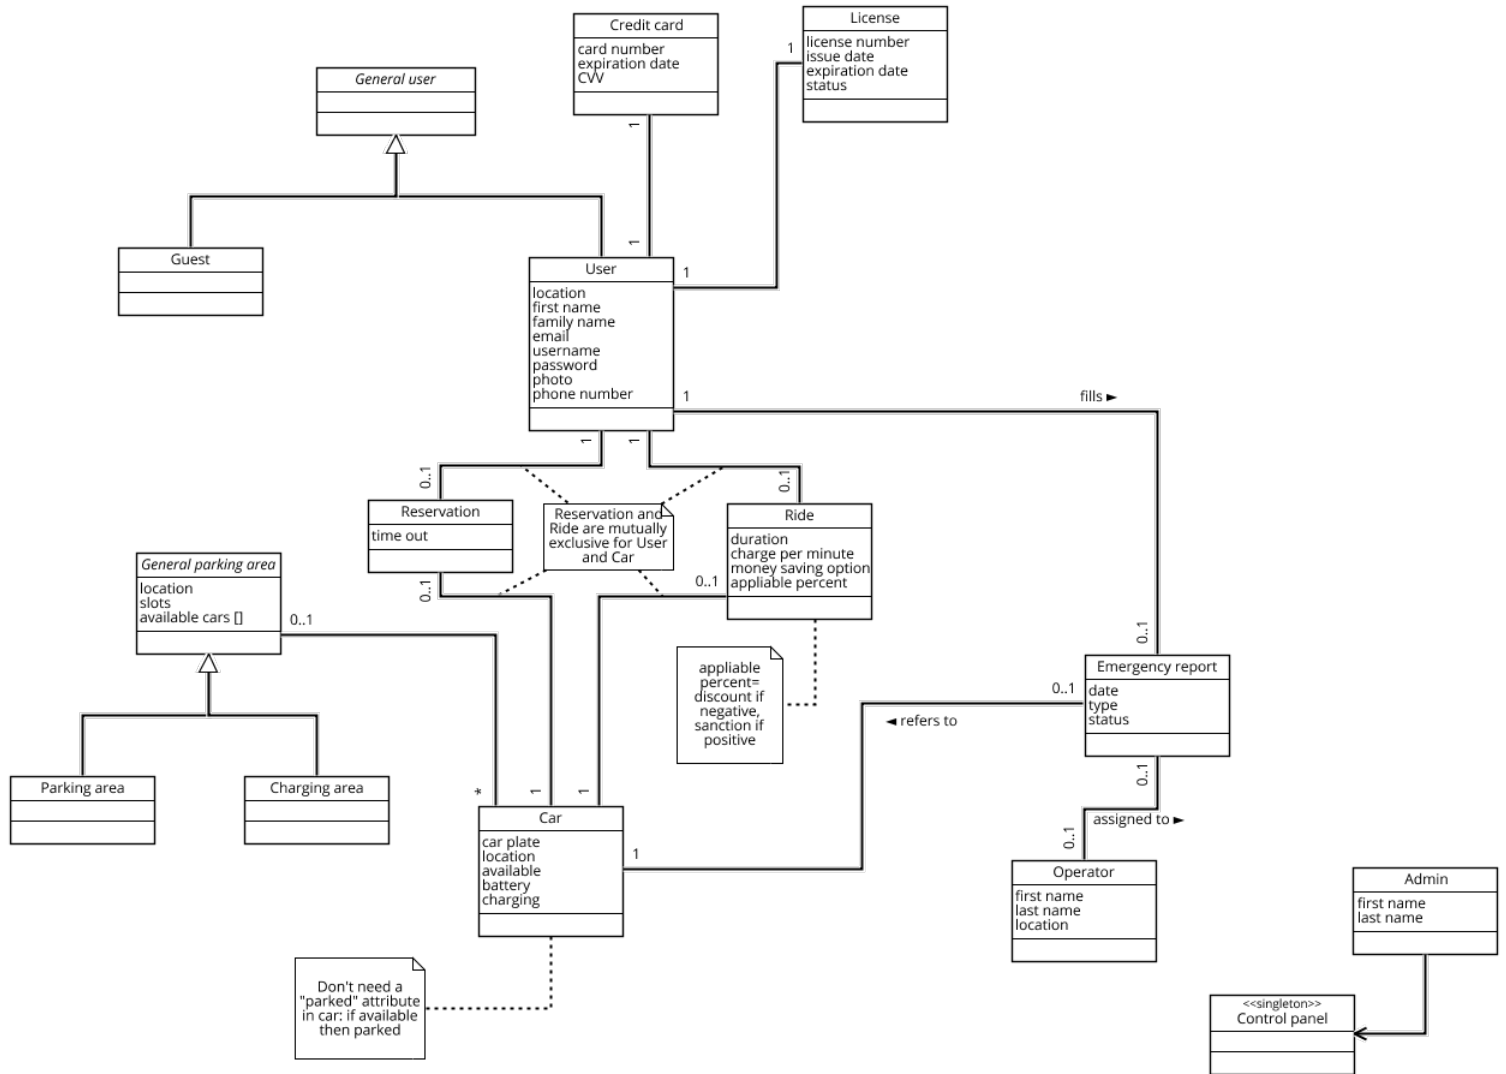 Credit card
card number
expiration date
CVV
1
1
License
license number
issue date
expiration date
status
1
1
General user
Guest
User
location
first name
family name
email
username
password
photo
phone number
1
fills ►
0..1
1
0..1
1
0..1
Reservation
time out
0..1
Reservation and
Ride are mutually
exclusive for User
and Car
Ride
duration
charge per minute
money saving option
appliable percent
0..1
General parking area
location
slots
available cars []
0..1
appliable
percent=
discount if
negative,
sanction if
positive
Emergency report
date
type
status
0..1
◄ refers to
0..1
assigned to ►
0..1
Parking area
Charging area
*
1
1
Car
car plate
location
available
battery
charging
1
Operator
first name
last name
location
Admin
first name
last name
Don't need a
"parked" attribute
in car: if available
then parked
<<singleton>>
Control panel